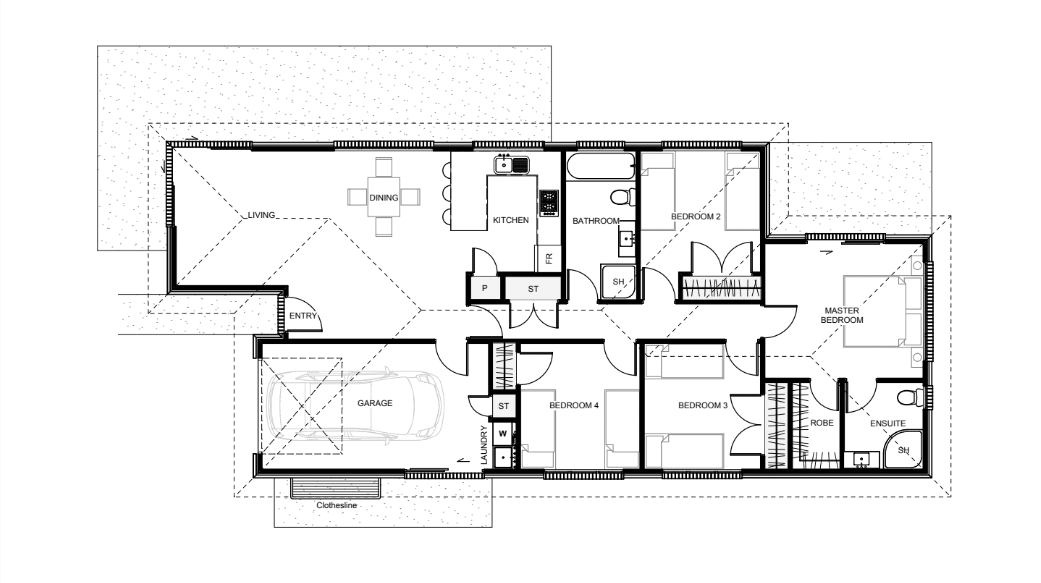 LIVING
DINING
KITCHEN
FR
P
ST
BATHROOM
SH
BEDROOM 2
MASTER
BEDROOM
ENTRY
GARAGE
LAUNDRY
ST
W
BEDROOM 4
BEDROOM 3
ROBE
ENSUITE
SH
Clothesline